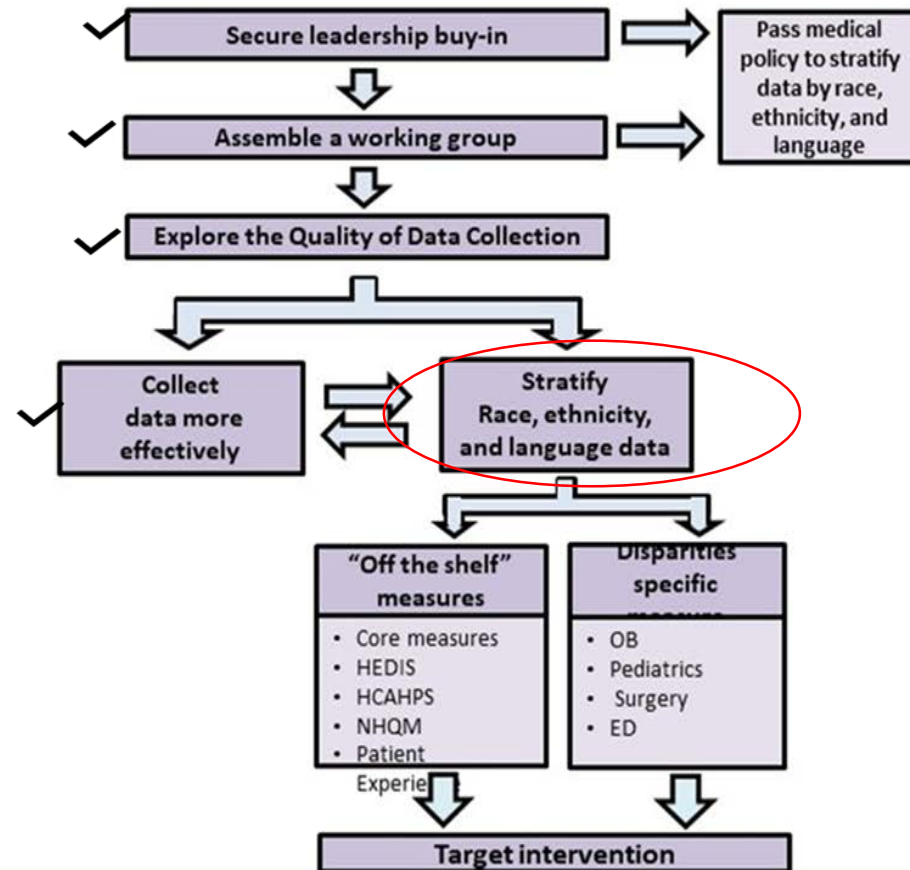 Secure leadership buy-in
Pass medical
policy to stratify
data by race,
ethnicity, and
language
Assemble a working group
Explore the Quality of Data Collection
Collect
data more
effectively
Stratify
Race, ethnicity,
and language data
“Off the shelf”
measures
• Core measures
• HEDIS
• HCAHPS
• NHQM
• Patient
Disparities
specific
• OB
• Pediatrics
• Surgery
• ED
Target intervention